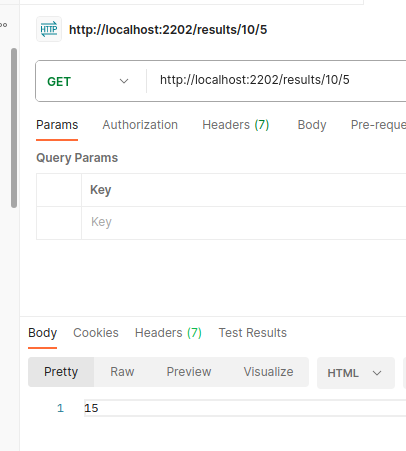 HTTP http://localhost:2202/results/10/5
GET http://localhost:2202/results/10/5
Params Authorization Headers (7) Body Pre-reque
Query Params
Key
Key
Body Cookies Headers (7) Test Results
Pretty Raw Preview Visualize HTML
1 15